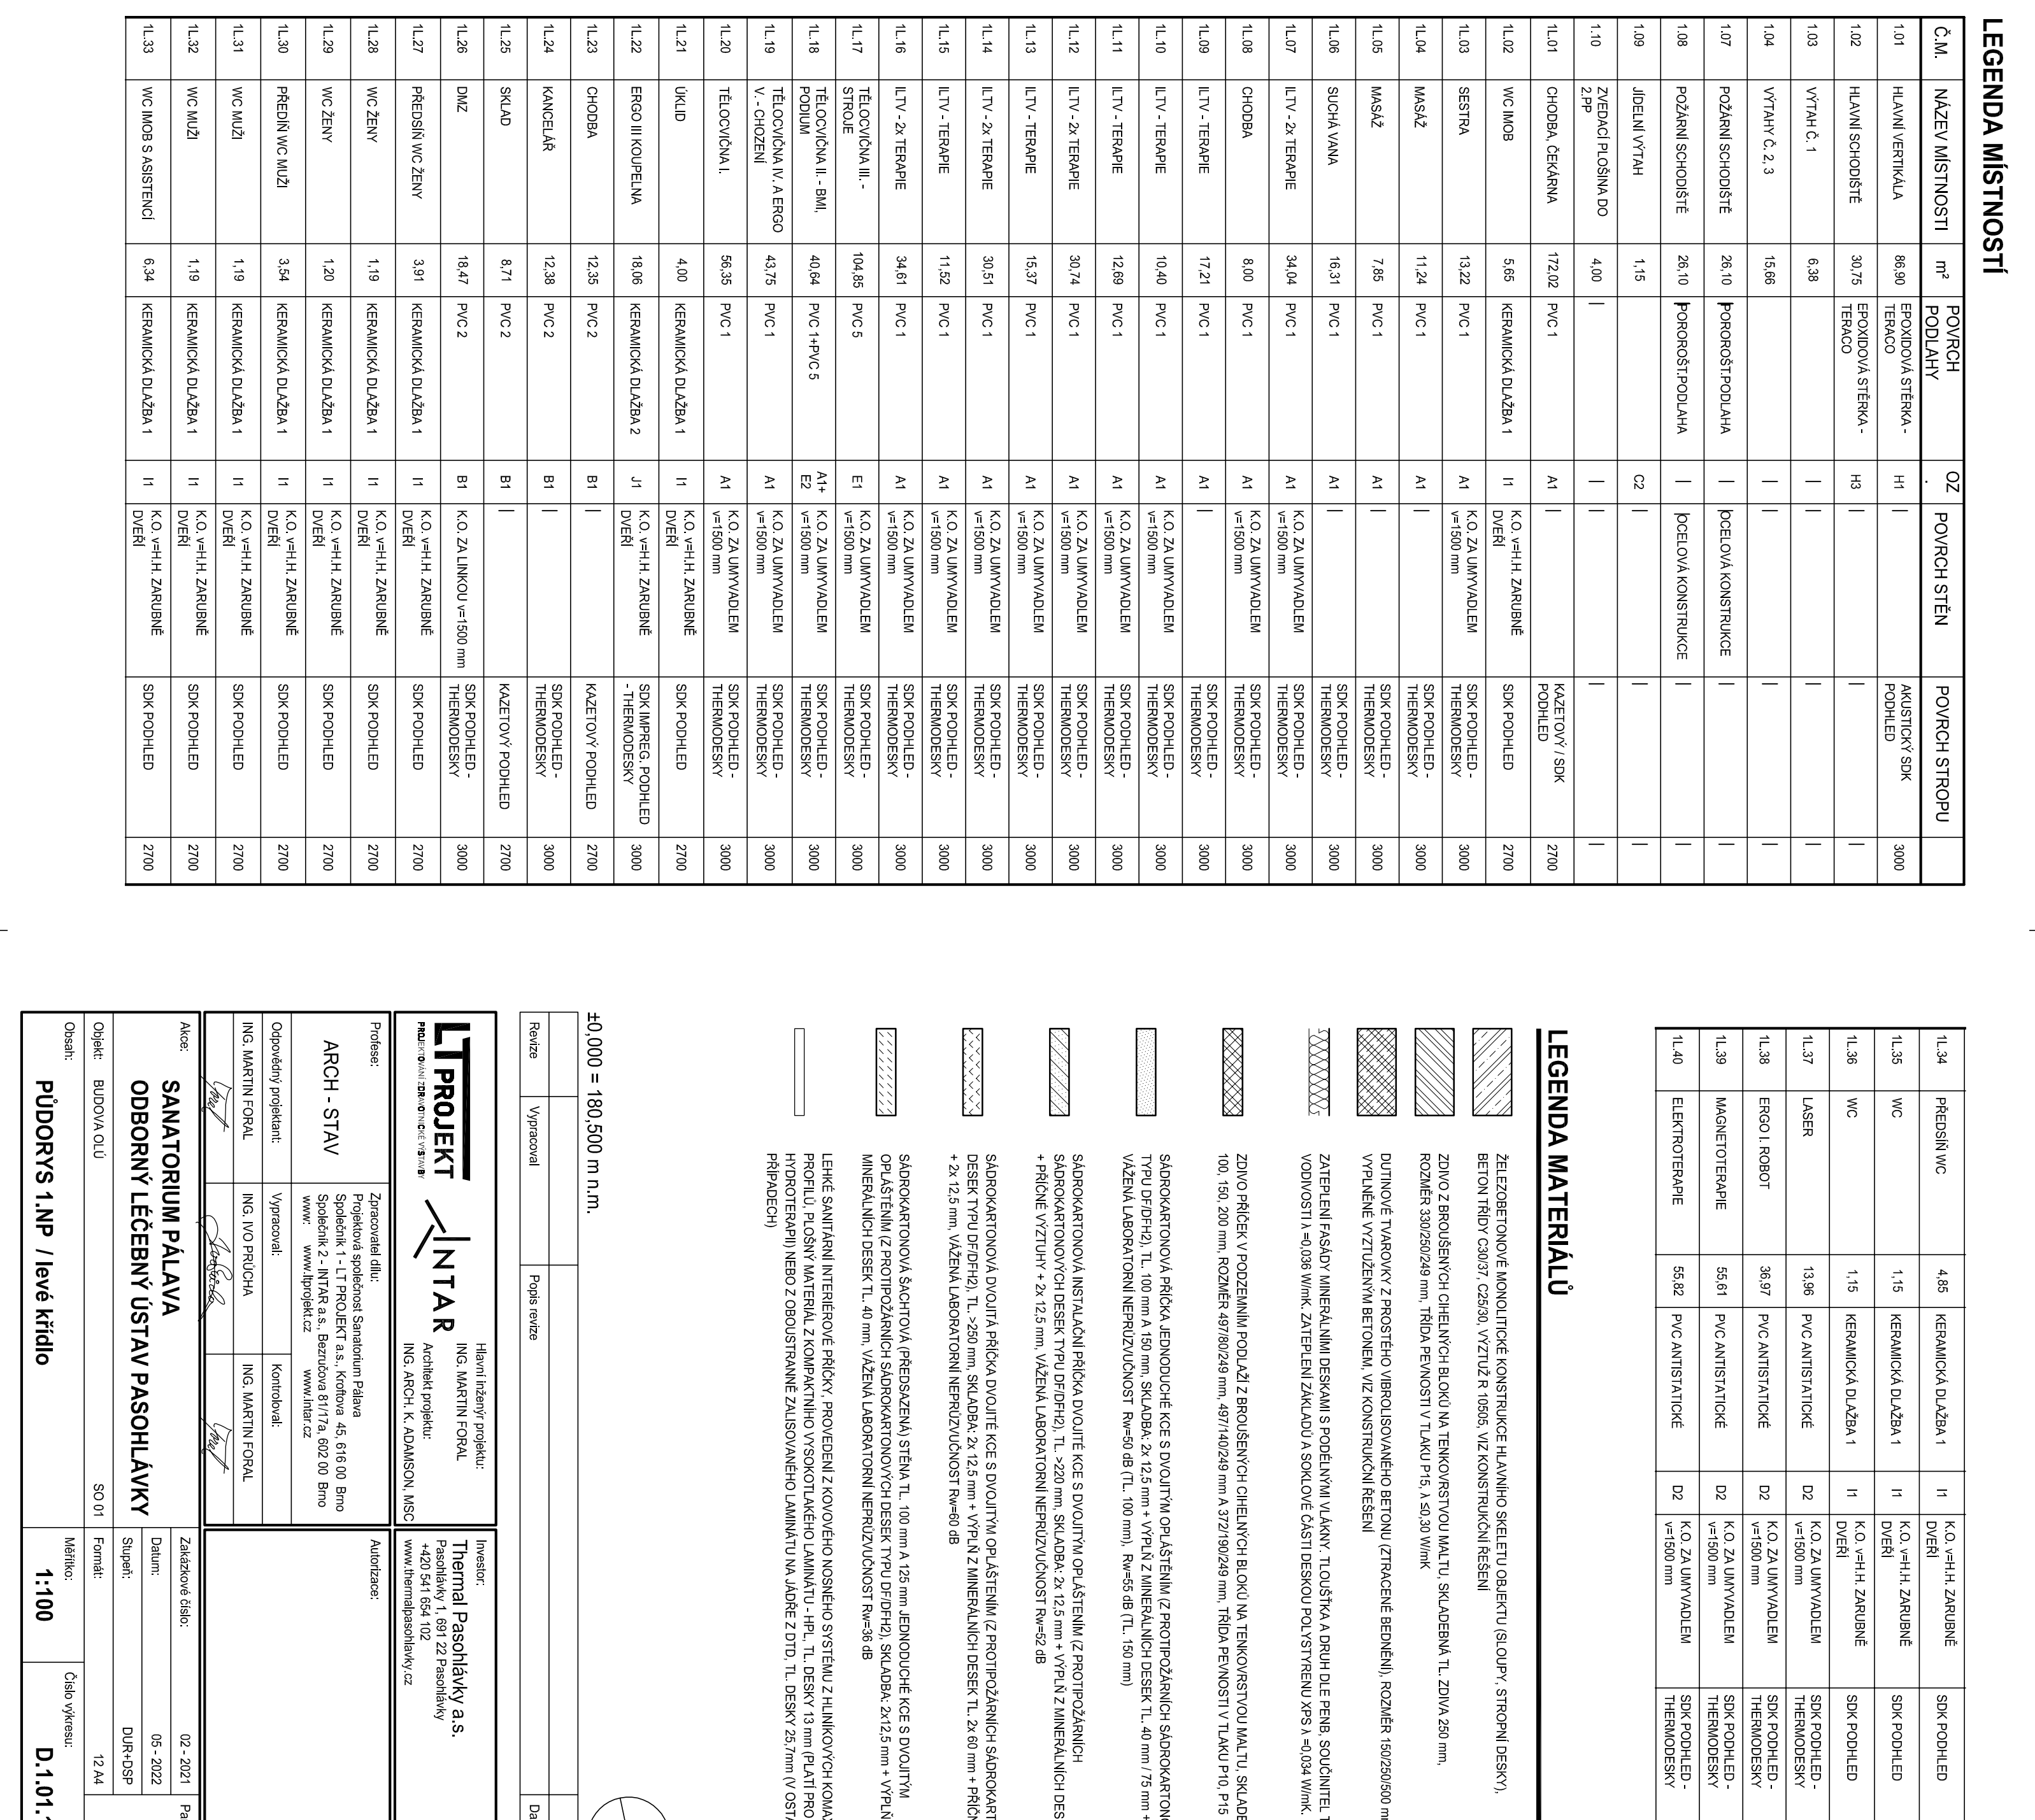 LEGENDA MÍSTNOSTÍ
Č.M. NÁZEV MÍSTNOSTI m² POVRCH PODLAHY OZ . POVRCH STĚN POVRCH STROPU
1.01 HLAVNÍ VERTIKÁLA 86,90 EPOXIDOVÁ STĚRKA - TERACO H1 | AKUSTICKÝ SDK PODHLED 3000
1.02 HLAVNÍ SCHODIŠTĚ 30,75 EPOXIDOVÁ STĚRKA - TERACO H3 | | |
1.03 VÝTAH Č. 1 6,38 | | | |
1.04 VÝTAHY Č. 2, 3 15,66 | | | |
1.07 POŽÁRNÍ SCHODIŠTĚ 26,10 POROROŠT.PODLAHA | OCELOVÁ KONSTRUKCE | |
1.08 POŽÁRNÍ SCHODIŠTĚ 26,10 POROROŠT.PODLAHA | OCELOVÁ KONSTRUKCE | |
1.09 JÍDELNÍ VÝTAH 1,15 C2 | | |
1.10 ZVEDACÍ PLOŠINA DO 2.PP 4,00 | | | | |
1L.01 CHODBA, ČEKÁRNA 172,02 PVC 1 A1 | KAZETOVÝ / SDK PODHLED 2700
1L.02 WC IMOB 5,65 KERAMICKÁ DLAŽBA 1 I1 K.O. v=H.H. ZARUBNĚ DVEŘÍ SDK PODHLED 2700
1L.03 SESTRA 13,22 PVC 1 A1 K.O. ZA UMYVADLEM v=1500 mm SDK PODHLED - THERMODESKY 3000
1L.04 MASÁŽ 11,24 PVC 1 A1 | SDK PODHLED - THERMODESKY 3000
1L.05 MASÁŽ 7,85 PVC 1 A1 | SDK PODHLED - THERMODESKY 3000
1L.06 SUCHÁ VANA 16,31 PVC 1 A1 | SDK PODHLED - THERMODESKY 3000
1L.07 ILTV - 2x TERAPIE 34,04 PVC 1 A1 K.O. ZA UMYVADLEM v=1500 mm SDK PODHLED - THERMODESKY 3000
1L.08 CHODBA 8,00 PVC 1 A1 K.O. ZA UMYVADLEM v=1500 mm SDK PODHLED - THERMODESKY 3000
1L.09 ILTV - TERAPIE 17,21 PVC 1 A1 | SDK PODHLED - THERMODESKY 3000
1L.10 ILTV - TERAPIE 10,40 PVC 1 A1 K.O. ZA UMYVADLEM v=1500 mm SDK PODHLED - THERMODESKY 3000
1L.11 ILTV - TERAPIE 12,69 PVC 1 A1 K.O. ZA UMYVADLEM v=1500 mm SDK PODHLED - THERMODESKY 3000
1L.12 ILTV - 2x TERAPIE 30,74 PVC 1 A1 K.O. ZA UMYVADLEM v=1500 mm SDK PODHLED - THERMODESKY 3000
1L.13 ILTV - TERAPIE 15,37 PVC 1 A1 K.O. ZA UMYVADLEM v=1500 mm SDK PODHLED - THERMODESKY 3000
1L.14 ILTV - 2x TERAPIE 30,51 PVC 1 A1 K.O. ZA UMYVADLEM v=1500 mm SDK PODHLED - THERMODESKY 3000
1L.15 ILTV - TERAPIE 11,52 PVC 1 A1 K.O. ZA UMYVADLEM v=1500 mm SDK PODHLED - THERMODESKY 3000
1L.16 ILTV - 2x TERAPIE 34,61 PVC 1 A1 K.O. ZA UMYVADLEM v=1500 mm SDK PODHLED - THERMODESKY 3000
1L.17 TĚLOCVIČNA III. - STROJE 104,85 PVC 5 E1 K.O. ZA UMYVADLEM v=1500 mm SDK PODHLED - THERMODESKY 3000
1L.18 TĚLOCVIČNA II. - BMI, PODIUM 40,64 PVC 1+PVC 5 A1+ E2 K.O. ZA UMYVADLEM v=1500 mm SDK PODHLED - THERMODESKY 3000
1L.19 TĚLOCVIČNA IV. A ERGO V. - CHOZENÍ 43,75 PVC 1 A1 K.O. ZA UMYVADLEM v=1500 mm SDK PODHLED - THERMODESKY 3000
1L.20 TĚLOCVIČNA I. 56,35 PVC 1 A1 K.O. ZA UMYVADLEM v=1500 mm SDK PODHLED - THERMODESKY 3000
1L.21 ÚKLID 4,00 KERAMICKÁ DLAŽBA 1 I1 K.O. v=H.H. ZARUBNĚ DVEŘÍ SDK PODHLED 2700
1L.22 ERGO III KOUPELNA 18,06 KERAMICKÁ DLAŽBA 2 J1 K.O. v=H.H. ZARUBNĚ DVEŘÍ SDK IMPREG. PODHLED - THERMODESKY 3000
1L.23 CHODBA 12,35 PVC 2 B1 | KAZETOVÝ PODHLED 2700
1L.24 KANCELÁŘ 12,38 PVC 2 B1 | SDK PODHLED - THERMODESKY 3000
1L.25 SKLAD 8,71 PVC 2 B1 | KAZETOVÝ PODHLED 2700
1L.26 DMZ 18,47 PVC 2 B1 K.O. ZA LINKOU v=1500 mm SDK PODHLED - THERMODESKY 3000
1L.27 PŘEDSÍŇ WC ŽENY 3,91 KERAMICKÁ DLAŽBA 1 I1 K.O. v=H.H. ZARUBNĚ DVEŘÍ SDK PODHLED 2700
1L.28 WC ŽENY 1,19 KERAMICKÁ DLAŽBA 1 I1 K.O. v=H.H. ZARUBNĚ DVEŘÍ SDK PODHLED 2700
1L.29 WC ŽENY 1,20 KERAMICKÁ DLAŽBA 1 I1 K.O. v=H.H. ZARUBNĚ DVEŘÍ SDK PODHLED 2700
1L.30 PŘEDÍŇ WC MUŽI 3,54 KERAMICKÁ DLAŽBA 1 I1 K.O. v=H.H. ZARUBNĚ DVEŘÍ SDK PODHLED 2700
1L.31 WC MUŽI 1,19 KERAMICKÁ DLAŽBA 1 I1 K.O. v=H.H. ZARUBNĚ DVEŘÍ SDK PODHLED 2700
1L.32 WC MUŽI 1,19 KERAMICKÁ DLAŽBA 1 I1 K.O. v=H.H. ZARUBNĚ DVEŘÍ SDK PODHLED 2700
1L.33 WC IMOB S ASISTENCÍ 6,34 KERAMICKÁ DLAŽBA 1 I1 K.O. v=H.H. ZARUBNĚ DVEŘÍ SDK PODHLED 2700
1L.34 PŘEDSÍŇ WC 4,85 KERAMICKÁ DLAŽBA 1 I1 K.O. v=H.H. ZARUBNĚ DVEŘÍ SDK PODHLED
1L.35 WC 1,15 KERAMICKÁ DLAŽBA 1 I1 K.O. v=H.H. ZARUBNĚ DVEŘÍ SDK PODHLED
1L.36 WC 1,15 KERAMICKÁ DLAŽBA 1 I1 K.O. v=H.H. ZARUBNĚ DVEŘÍ SDK PODHLED
1L.37 LASER 13,96 PVC ANTISTATICKÉ D2 K.O. ZA UMYVADLEM v=1500 mm SDK PODHLED - THERMODESKY
1L.38 ERGO I. ROBOT 36,97 PVC ANTISTATICKÉ D2 K.O. ZA UMYVADLEM v=1500 mm SDK PODHLED - THERMODESKY
1L.39 MAGNETOTERAPIE 55,61 PVC ANTISTATICKÉ D2 K.O. ZA UMYVADLEM v=1500 mm SDK PODHLED - THERMODESKY
1L.40 ELEKTROTERAPIE 55,82 PVC ANTISTATICKÉ D2 K.O. ZA UMYVADLEM v=1500 mm SDK PODHLED - THERMODESKY
LEGENDA MATERIÁLŮ
ŽELEZOBETONOVÉ MONOLITICKÉ KONSTRUKCE HLAVNÍHO SKELETU OBJEKTU (SLOUPY, STROPNÍ DESKY),
BETON TŘÍDY C30/37, C25/30, VÝZTUŽ R 10505, VIZ KONSTRUKČNÍ ŘEŠENÍ
ZDIVO Z BROUŠENÝCH CIHELNÝCH BLOKŮ NA TENKOVRSTVOU MALTU, SKLADEBNÁ TL. ZDIVA 250 mm,
ROZMĚR 330/250/249 mm, TŘÍDA PEVNOSTI V TLAKU P15, λ ≤0,30 W/mK
DUTINOVÉ TVAROVKY Z PROSTÉHO VIBROLISOVANÉHO BETONU (ZTRACENÉ BEDNĚNÍ), ROZMĚR 150/250/500
VYPLNĚNÉ VYZTUŽENÝM BETONEM, VIZ KONSTRUKČNÍ ŘEŠENÍ
ZATEPLENÍ FASÁDY MINERÁLNÍMI DESKAMI S PODÉLNÝMI VLÁKNY. TLOUŠŤKA A DRUH DLE PENB, SOUČINITEL
VODIVOSTI λ =0,036 W/mK. ZATEPLENÍ ZÁKLADŮ A SOKLOVÉ ČÁSTI DESKOU POLYSTYRENU XPS λ =0,034 W/mK.
ZDIVO PŘÍČEK V PODZEMNÍM PODLAŽÍ Z BROUŠENÝCH CIHELNÝCH BLOKŮ NA TENKOVRSTVOU MALTU, SKLADE
100, 150, 200 mm, ROZMĚR 497/80/249 mm, 497/140/249 mm A 372/190/249 mm, TŘÍDA PEVNOSTI V TLAKU P10, P15
SÁDROKARTONOVÁ PŘÍČKA JEDNODUCHÉ KCE S DVOJITÝM OPLÁŠTĚNÍM (Z PROTIPOŽÁRNÍCH SÁDROKARTON
TYPU DF/DFH2), TL. 100 mm A 150 mm, SKLADBA: 2x 12,5 mm + VÝPLŇ Z MINERÁLNÍCH DESEK TL. 40 mm / 75 mm +
VÁŽENÁ LABORATORNÍ NEPRŮZVUČNOST Rw=50 dB (TL. 100 mm), Rw=55 dB (TL. 150 mm)
SÁDROKARTONOVÁ INSTALAČNÍ PŘÍČKA DVOJITÉ KCE S DVOJITÝM OPLÁŠTĚNÍM (Z PROTIPOŽÁRNÍCH
SÁDROKARTONOVÝCH DESEK TYPU DF/DFH2), TL. >220 mm, SKLADBA: 2x 12,5 mm + VÝPLŇ Z MINERÁLNÍCH DES
+ PŘÍČNÉ VÝZTUHY + 2x 12,5 mm, VÁŽENÁ LABORATORNÍ NEPRŮZVUČNOST Rw=52 dB
SÁDROKARTONOVÁ DVOJITÁ PŘÍČKA DVOJITÉ KCE S DVOJITÝM OPLÁŠTĚNÍM (Z PROTIPOŽÁRNÍCH SÁDROKART
DESEK TYPU DF/DFH2), TL. >250 mm, SKLADBA: 2x 12,5 mm + VÝPLŇ Z MINERÁLNÍCH DESEK TL. 2x 60 mm + PŘÍČN
+ 2x 12,5 mm, VÁŽENÁ LABORATORNÍ NEPRŮZVUČNOST Rw=60 dB
SÁDROKARTONOVÁ ŠACHTOVÁ (PŘEDSAZENÁ) STĚNA TL. 100 mm A 125 mm JEDNODUCHÉ KCE S DVOJITÝM
OPLÁŠTĚNÍM (Z PROTIPOŽÁRNÍCH SÁDROKARTONOVÝCH DESEK TYPU DF/DFH2), SKLADBA: 2x12,5 mm + VÝPLŇ
MINERÁLNÍCH DESEK TL. 40 mm, VÁŽENÁ LABORATORNÍ NEPRŮZVUČNOST Rw=36 dB
LEHKÉ SANITÁRNÍ INTERIÉROVÉ PŘÍČKY, PROVEDENÍ Z KOVOVÉHO NOSNÉHO SYSTÉMU Z HLINÍKOVÝCH KOMA
PROFILŮ, PLOŠNÝ MATERIÁL Z KOMPAKTNÍHO VYSOKOTLAKÉHO LAMINÁTU - HPL, TL. DESKY 13 mm (PLATÍ PRO
HYDROTERAPII) NEBO Z OBOUSTRANNĚ ZALISOVANÉHO LAMINÁTU NA JÁDŘE Z DTD, TL. DESKY 25,7mm (V OSTA
PŘÍPADECH)
±0,000 = 180,500 m n.m.
Revize Vypracoval Popis revize Da
LT PROJEKT
PROJEKTOVÁNÍ ZDRAVOTNICKÉ VÝSTAVBY
INTAR
Hlavní inženýr projektu:
ING. MARTIN FORAL
Architekt projektu:
ING. ARCH. K. ADAMSON, MSC
Investor:
Thermal Pasohlávky a.s.
Pasohlávky 1, 691 22 Pasohlávky
+420 541 654 102
www.thermalpasohlavky.cz
Profese:
ARCH - STAV
Zpracovatel dílu:
Projektová společnost Sanatorium Pálava
Společník 1 - LT PROJEKT a.s., Kroftova 45, 616 00 Brno
Společník 2 - INTAR a.s., Bezručova 81/17a, 602 00 Brno
www: www.ltprojekt.cz www.intar.cz
Autorizace:
Odpovědný projektant: Vypracoval: Kontroloval:
ING. MARTIN FORAL ING. IVO PRŮCHA ING. MARTIN FORAL
Akce:
SANATORIUM PÁLAVA
ODBORNÝ LÉČEBNÝ ÚSTAV PASOHLÁVKY
Zakázkové číslo: 02 - 2021 Pa
Datum: 05 - 2022
Stupeň: DUR+DSP
Objekt: BUDOVA OLÚ SO 01
Formát: 12 A4
Obsah:
PŮDORYS 1.NP / levé křídlo
Měřítko:
1:100
Číslo výkresu:
D.1.01.